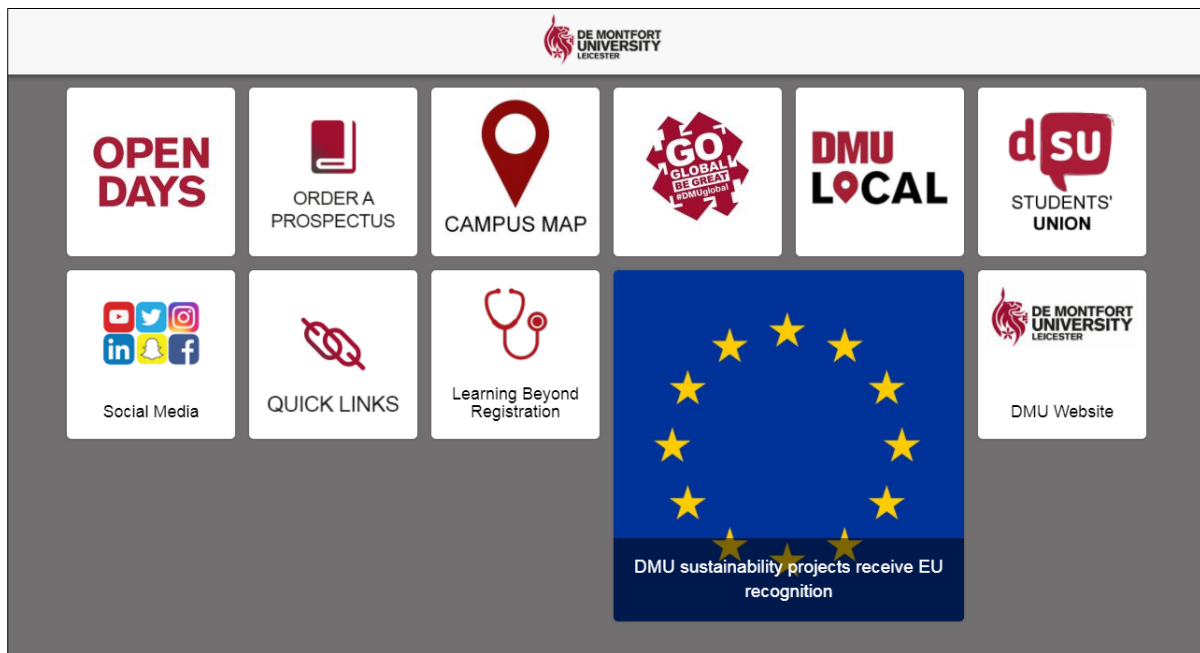 DE MONTFORT
UNIVERSITY
LEICESTER
OPEN
DAYS
ORDER A
PROSPECTUS
CAMPUS MAP
GO
GLOBAL
BE GREAT
#DMUglobal
DMU
LOCAL
dsu
STUDENTS'
UNION
Social Media
QUICK LINKS
Learning Beyond
Registration
DMU sustainability projects receive EU
recognition
DE MONTFORT
UNIVERSITY
LEICESTER
DMU Website